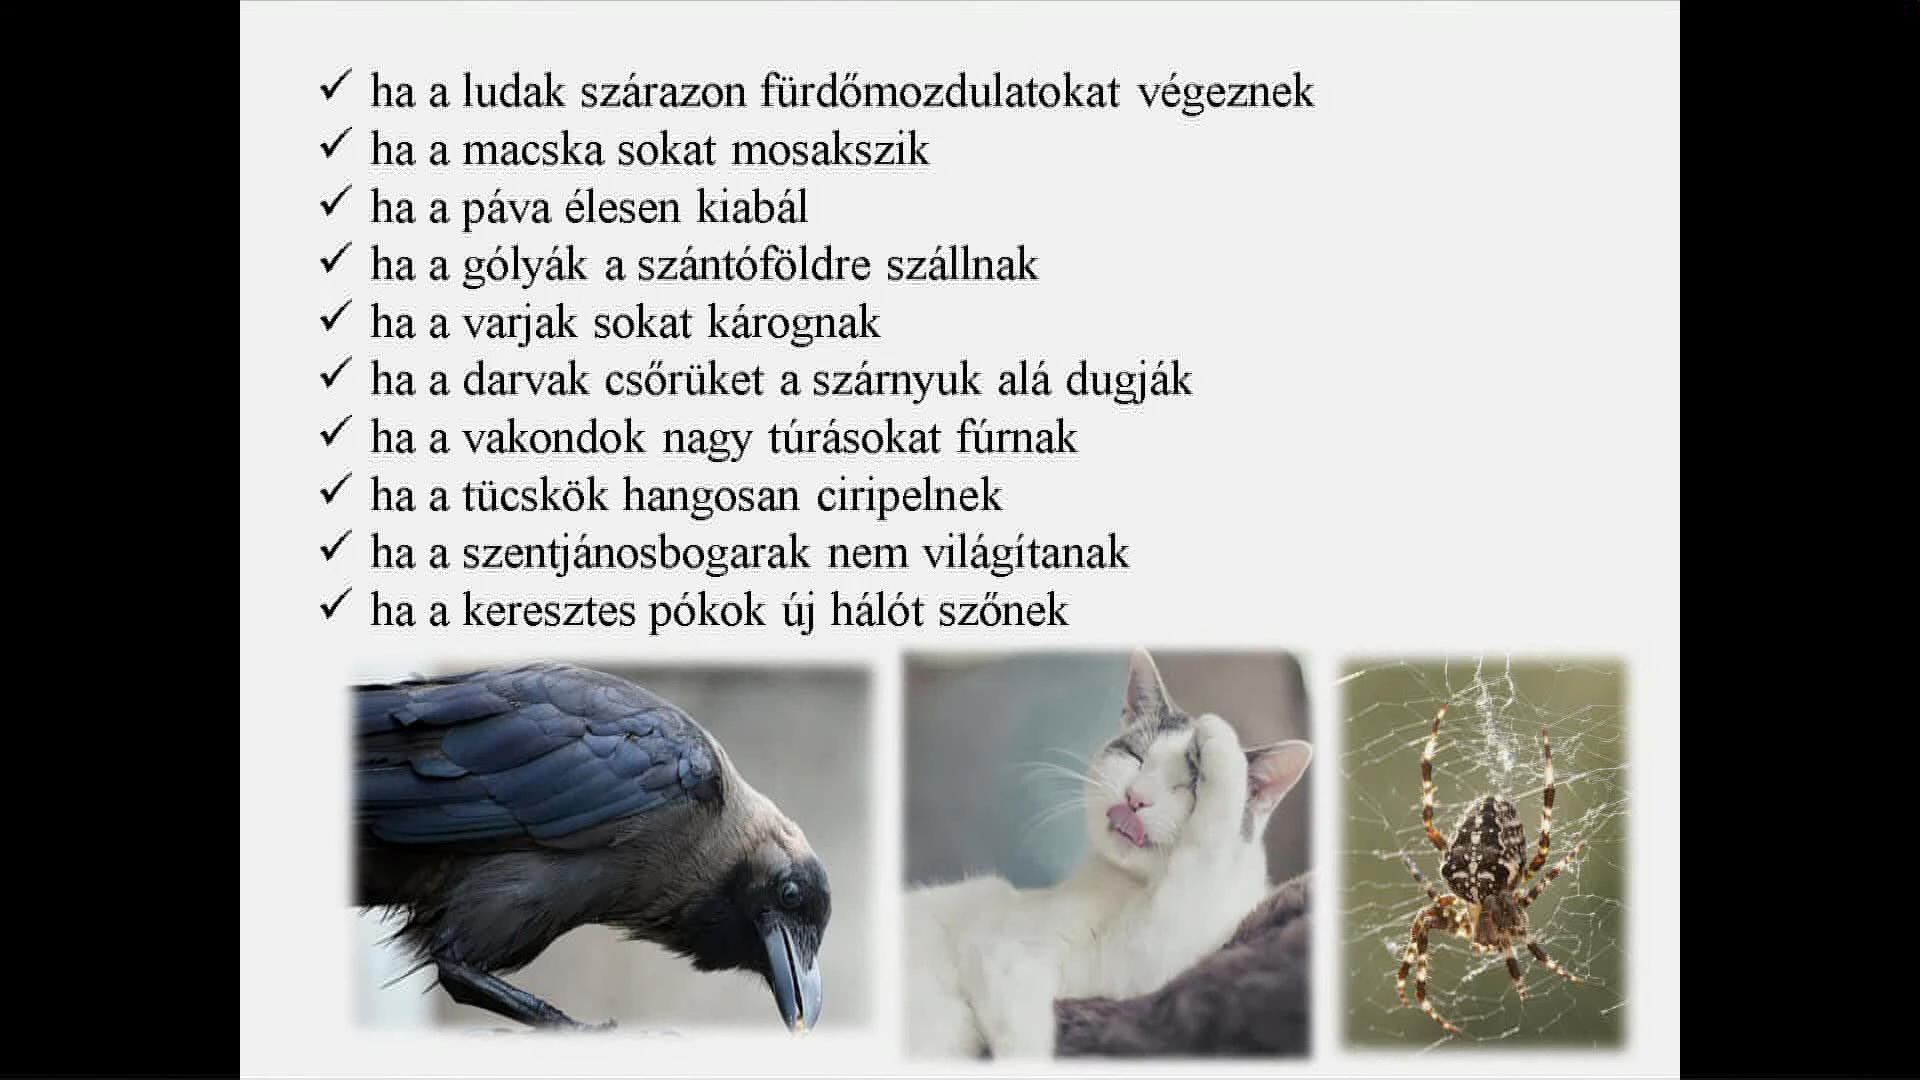 ✓ ha a ludak szárazon fürdőmozdulatokat végeznek
✓ ha a macska sokat mosakszik
✓ ha a páva élesen kiabál
✓ ha a gólyák a szántóföldre szállnak
✓ ha a varjak sokat kárognak
✓ ha a darvak csőrüket a szárnyuk alá dugják
✓ ha a vakondok nagy túrásokat fúrnak
✓ ha a tücskök hangosan ciripelnek
✓ ha a szentjánosbogarak nem világítanak
✓ ha a keresztes pókok új hálót szőnek